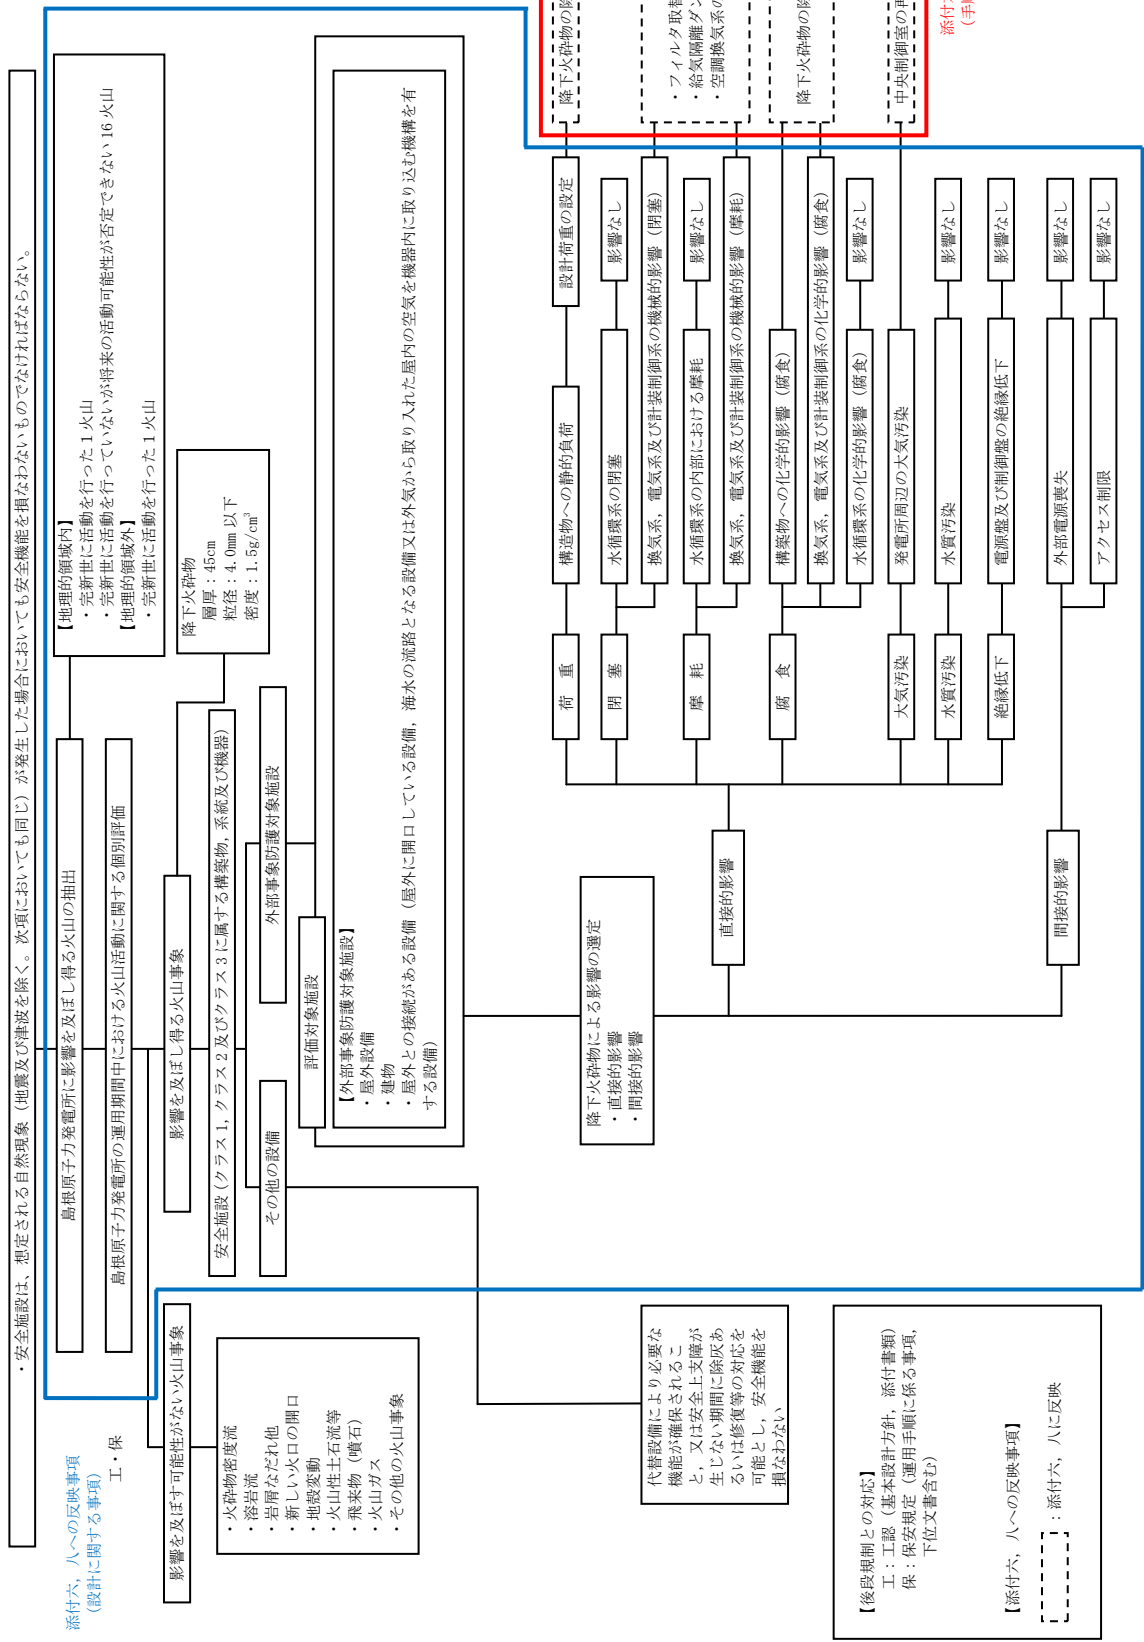 ・安全施設は、想定される自然現象（地震及び津波を除く。次項においても同じ）が発生した場合においても安全機能を損なわないものでなければならない。
添付六，八への反映事項
（設計に関する事項）
工・保
島根原子力発電所に影響を及ぼし得る火山の抽出
【地理的領域内】
・完新世に活動を行った1火山
・完新世に活動を行っていないが将来の活動可能性が否定できない16火山
【地理的領域外】
・完新世に活動を行った1火山
島根原子力発電所の運用期間中における火山活動に関する個別評価
影響を及ぼす可能性がない火山事象
・火砕物密度流
・溶岩流
・岩屑なだれ他
・新しい火口の開口
・地殻変動
・火山性土石流等
・飛来物（噴石）
・火山ガス
・その他の火山事象
影響を及ぼし得る火山事象
降下火砕物
層厚：45cm
粒径：4.0mm 以下
密度：1.5g/cm³
安全施設（クラス1，クラス2及びクラス3に属する構築物，系統及び機器）
その他の設備
外部事象防護対象施設
評価対象施設
【外部事象防護対象施設】
・屋外設備
・建物
・屋外との接続がある設備（屋外に開口している設備，海水の流路となる設備又は外気から取り入れた屋内の空気を機器内に取り込む機構を有
する設備）
代替設備により必要な
機能が確保されるこ
と，又は安全上支障が
生じない期間に除灰あ
るいは修復等の対応を
可能とし，安全機能を
損なわない
降下火砕物による影響の選定
・直接的影響
・間接的影響
直接的影響
間接的影響
荷　重
構造物への静的負荷
設計荷重の設定
降下火砕物の除
閉　塞
水循環系の閉塞
影響なし
換気系，電気系及び計装制御系の機械的影響（閉塞）
・フィルタ取替
・給気隔離ダン
・空調換気系の
摩　耗
水循環系の内部における摩耗
影響なし
換気系，電気系及び計装制御系の機械的影響（摩耗）
腐　食
構築物への化学的影響（腐食）
降下火砕物の除
換気系，電気系及び計装制御系の化学的影響（腐食）
水循環系の化学的影響（腐食）
影響なし
大気汚染
発電所周辺の大気汚染
中央制御室の再
水質汚染
水質汚染
影響なし
絶縁低下
電源盤及び制御盤の絶縁低下
影響なし
外部電源喪失
影響なし
アクセス制限
影響なし
添付
（手
【後段規制との対応】
工：工認（基本設計方針，添付書類）
保：保安規定（運用手順に係る事項，
下位文書含む）
【添付六，八への反映事項】
：添付六，八に反映